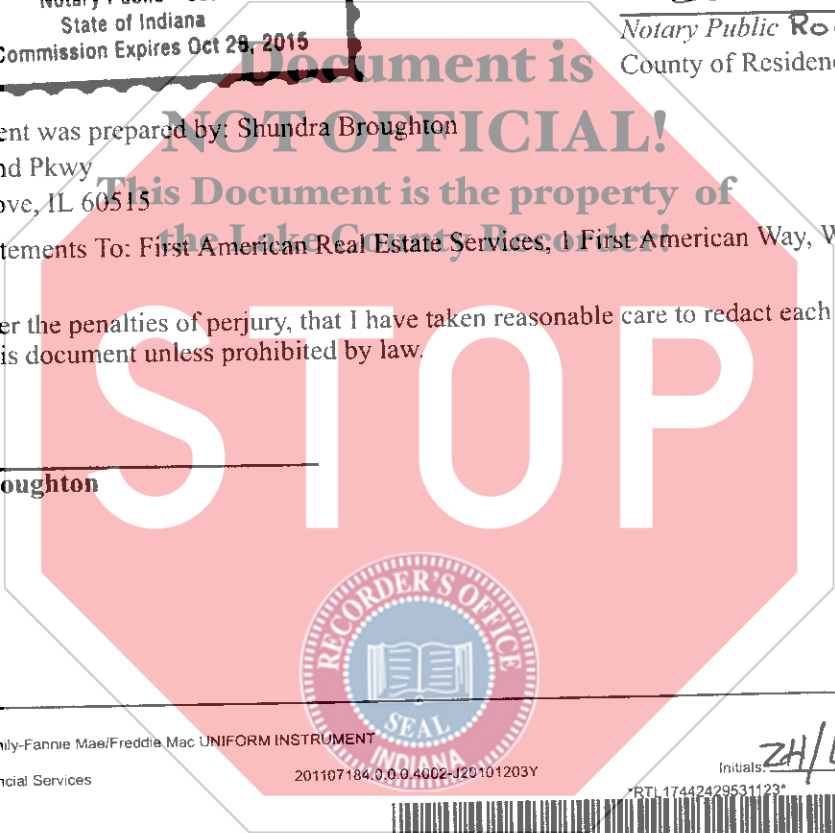 State of Indiana
Commission Expires Oct 28, 2015
Notary Public
County of
Document is
NOT OFFICIAL!
ent was prepared by: Shundra Broughton
nd Pkwy
This Document is the property of
ove, IL 60515
the Lake County Recorder!
tements To: First American Real Estate Services, 1 First American Way, W
er the penalties of perjury, that I have taken reasonable care to redact each
is document unless prohibited by law.
STOP
oughton
RECORDER'S OFFICE
SEAL
INDIANA
mily-Fannie Mae/Freddie Mac UNIFORM INSTRUMENT
ncial Services
201107184.0.0.0.4002-J20101203Y
Initials: ZH/
*RTL17442429531123*